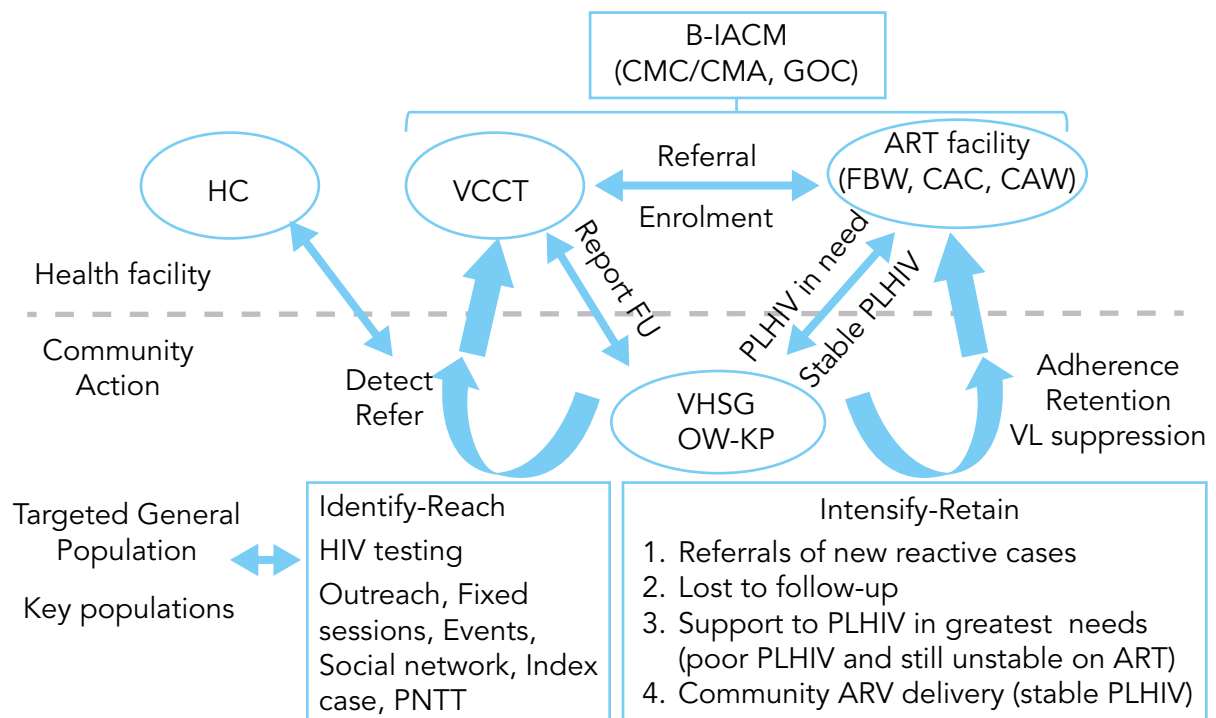 B-IACM
(CMC/CMA, GOC)
HC
VCCT
Referral
Enrolment
ART facility
(FBW, CAC, CAW)
Report FU
PLHIV in need
Stable PLHIV
Health facility
Community
Action
Detect
Refer
VHSG
OW-KP
Adherence
Retention
VL suppression
Targeted General
Population
Key populations
Identify-Reach
HIV testing
Outreach, Fixed
sessions, Events,
Social network, Index
case, PNTT
Intensify-Retain
1. Referrals of new reactive cases
2. Lost to follow-up
3. Support to PLHIV in greatest needs
(poor PLHIV and still unstable on ART)
4. Community ARV delivery (stable PLHIV)